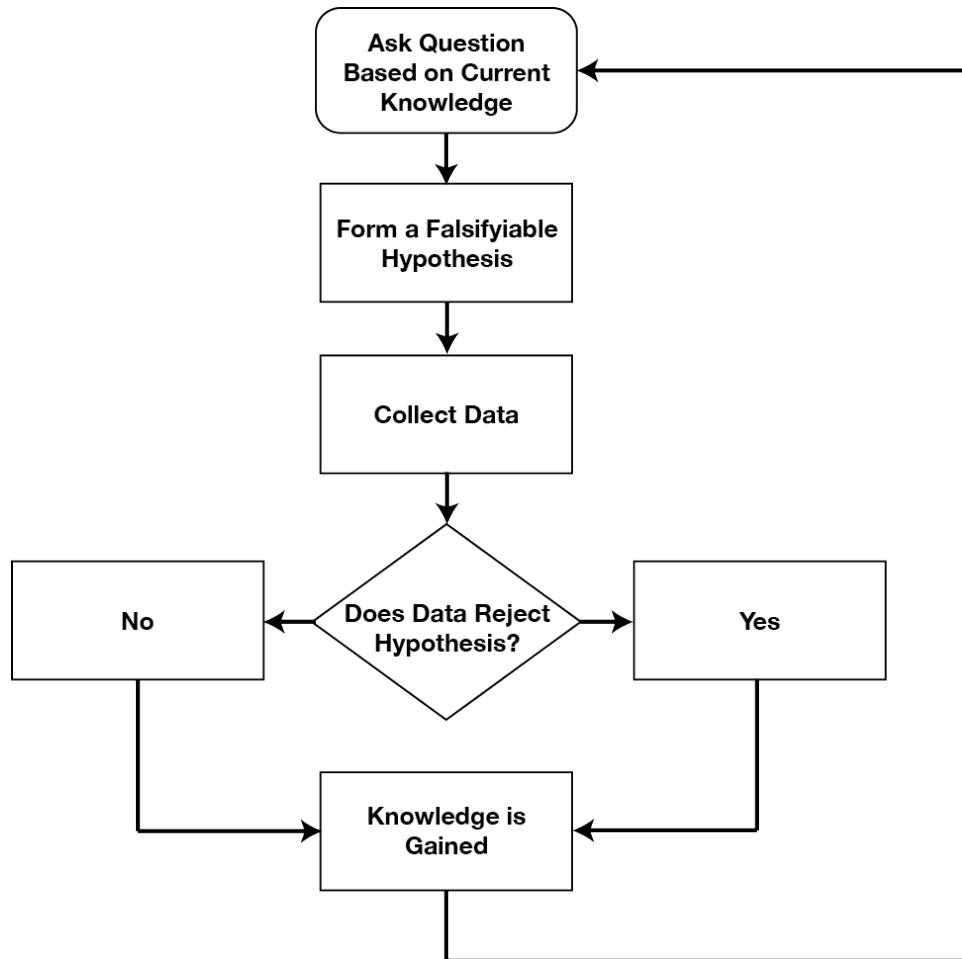 Ask Question
Based on Current
Knowledge
Form a Falsifyiable
Hypothesis
Collect Data
Does Data Reject
Hypothesis?
No
Yes
Knowledge is
Gained